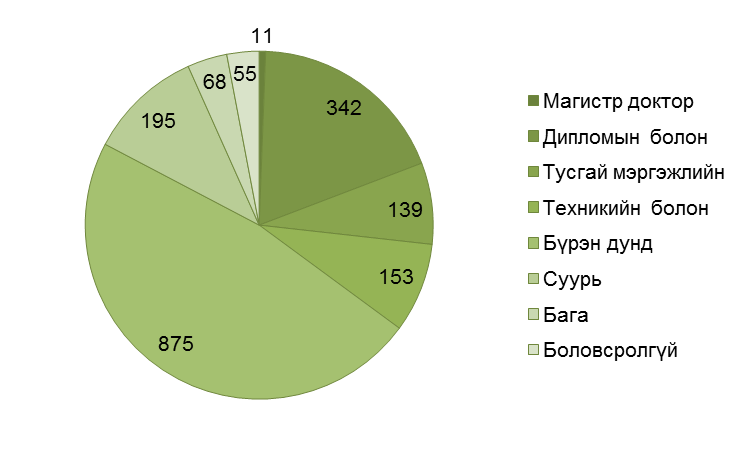 11
342
139
153
875
195
68
55
Магистр доктор
Дипломын болон
Тусгай мэргэжлийн
Техникийн болон
Бүрэн дунд
Суурь
Бага
Боловсролгүй